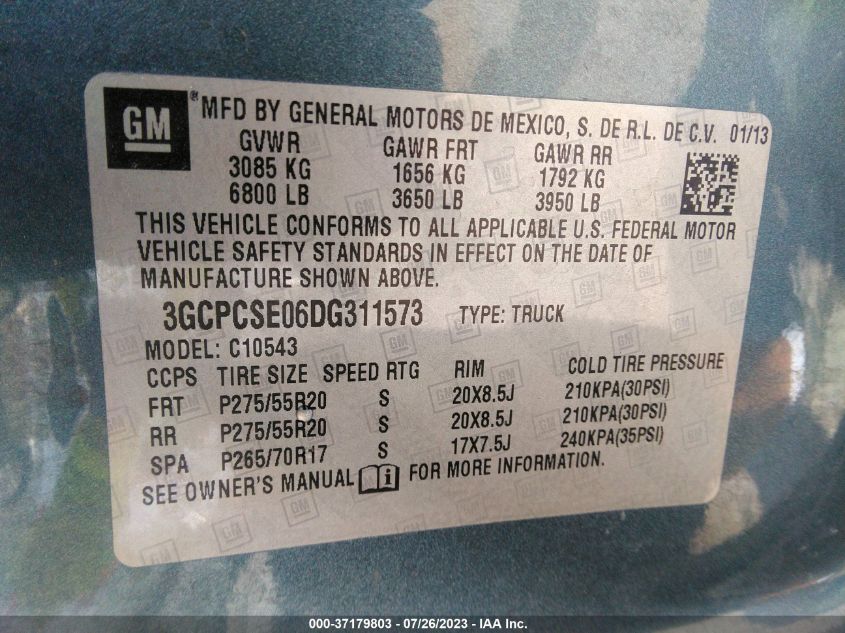 GM
® MFD BY GENERAL MOTORS DE MEXICO, S. DE R.L. DE C.V. 01/13
GVWR GAWR FRT GAWR RR
3085 KG 1656 KG 1792 KG
6800 LB 3650 LB 3950 LB
THIS VEHICLE CONFORMS TO ALL APPLICABLE U.S. FEDERAL MOTOR
VEHICLE SAFETY STANDARDS IN EFFECT ON THE DATE OF
MANUFACTURE SHOWN ABOVE.
3GCPCSE06DG311573 TYPE: TRUCK
MODEL: C10543
CCPS TIRE SIZE SPEED RTG RIM COLD TIRE PRESSURE
FRT P275/55R20 S 20X8.5J 210KPA(30PSI)
RR P275/55R20 S 20X8.5J 210KPA(30PSI)
SPA P265/70R17 S 17X7.5J 240KPA(35PSI)
SEE OWNER'S MANUAL FOR MORE INFORMATION.
000-37179803 - 07/26/2023 - IAA Inc.